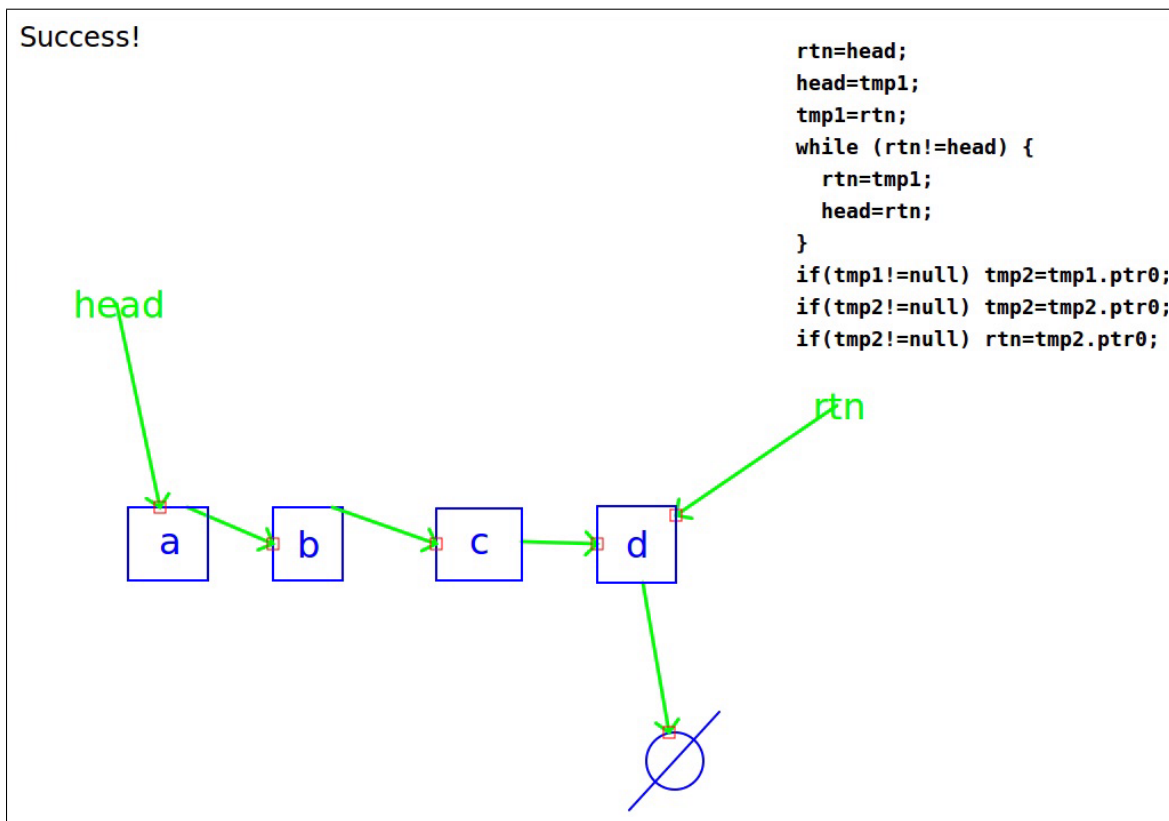 Success!
rtn=head;
head=tmp1;
tmp1=rtn;
while (rtn!=head) {
  rtn=tmp1;
  head=rtn;
}
if(tmp1!=null) tmp2=tmp1.ptr0;
if(tmp2!=null) tmp2=tmp2.ptr0;
if(tmp2!=null) rtn=tmp2.ptr0;
head
rtn
a b c d